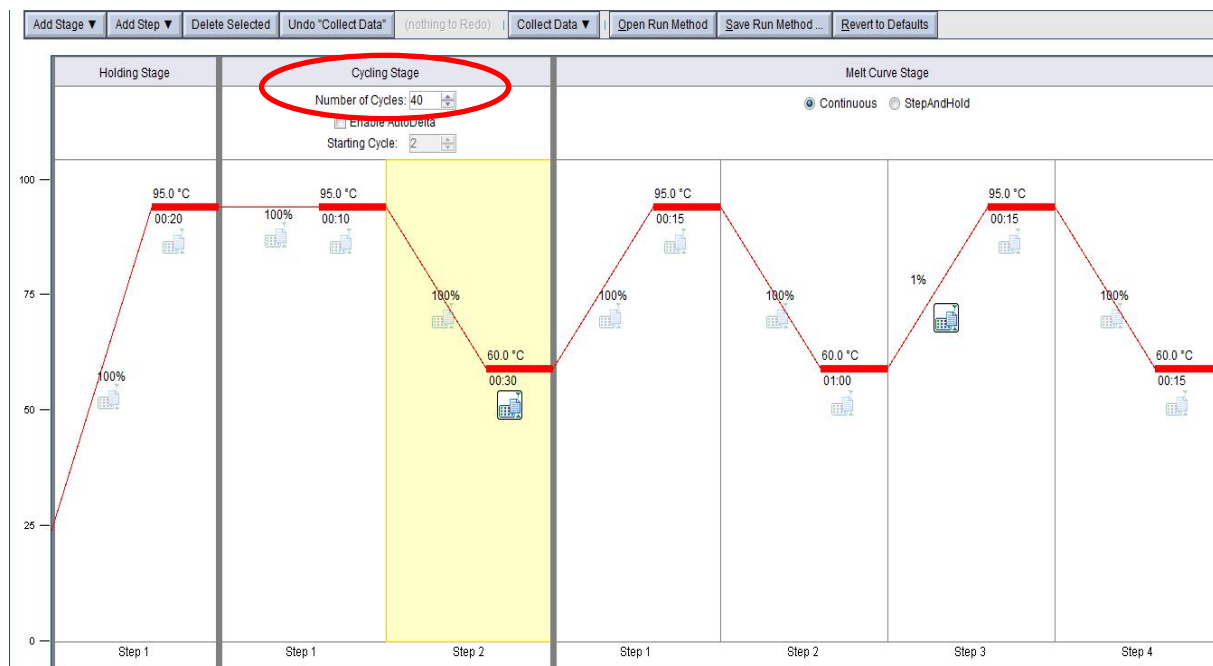 Add Stage ▼ Add Step ▼ Delete Selected Undo "Collect Data" (nothing to Redo) Collect Data ▼ Open Run Method Save Run Method ... Revert to Defaults
Holding Stage Cycling Stage Melt Curve Stage
Number of Cycles: 40 Continuous StepAndHold
Enable AutoDelta
Starting Cycle: 2
100
95.0 °C 95.0 °C 95.0 °C 95.0 °C
00:20 100% 00:10 00:15 00:15
1%
75 100% 100% 100% 100%
60.0 °C 60.0 °C 60.0 °C
100% 00:30 01:00 00:15
50
25
0
Step 1 Step 1 Step 2 Step 1 Step 2 Step 3 Step 4